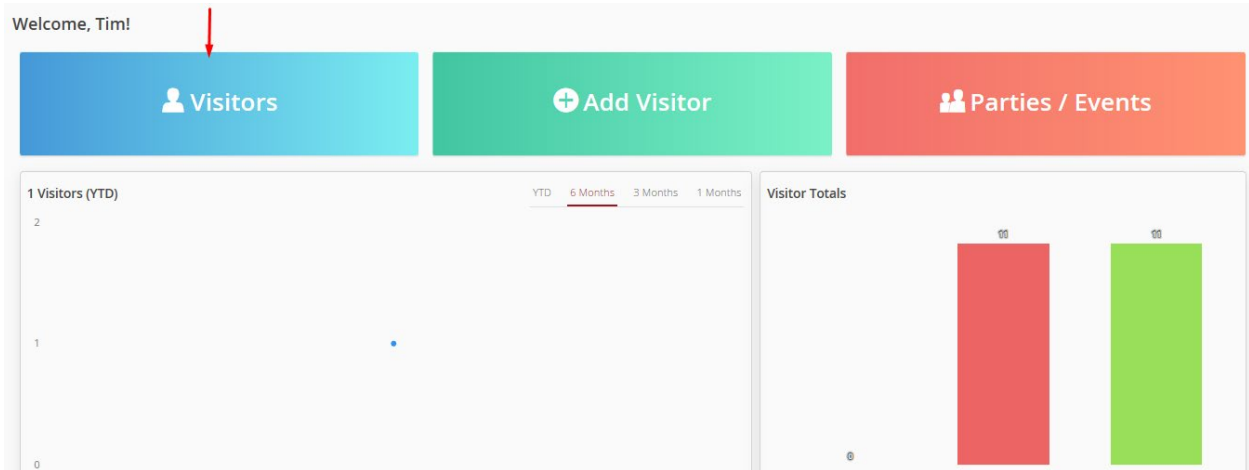 Welcome, Tim!
Visitors
Add Visitor
Parties / Events
1 Visitors (YTD)
YTD 6 Months 3 Months 1 Months
2
1
0
Visitor Totals
0